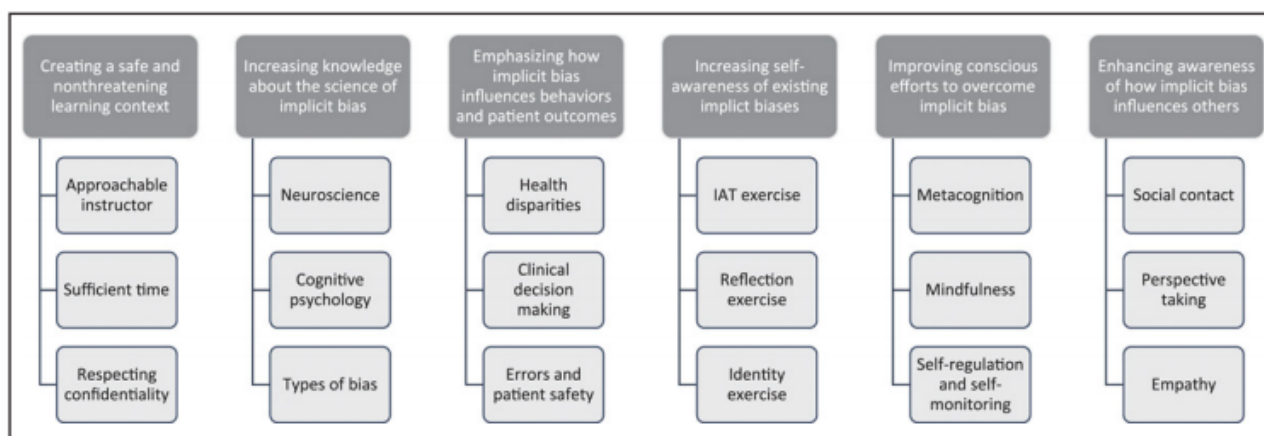 Creating a safe and
nonthreatening
learning context
Approachable
instructor
Sufficient time
Respecting
confidentiality
Increasing knowledge
about the science of
implicit bias
Neuroscience
Cognitive
psychology
Types of bias
Emphasizing how
implicit bias
influences behaviors
and patient outcomes
Health
disparities
Clinical
decision
making
Errors and
patient safety
Increasing self-
awareness of existing
implict biases
IAT exercise
Reflection
exercise
Identity
exercise
Improving conscious
efforts to overcome
implicit bias
Metacognition
Mindfulness
Self-regulation
and self-
monitoring
Enhancing awareness
of how implicit bias
influences others
Social contact
Perspective
taking
Empathy